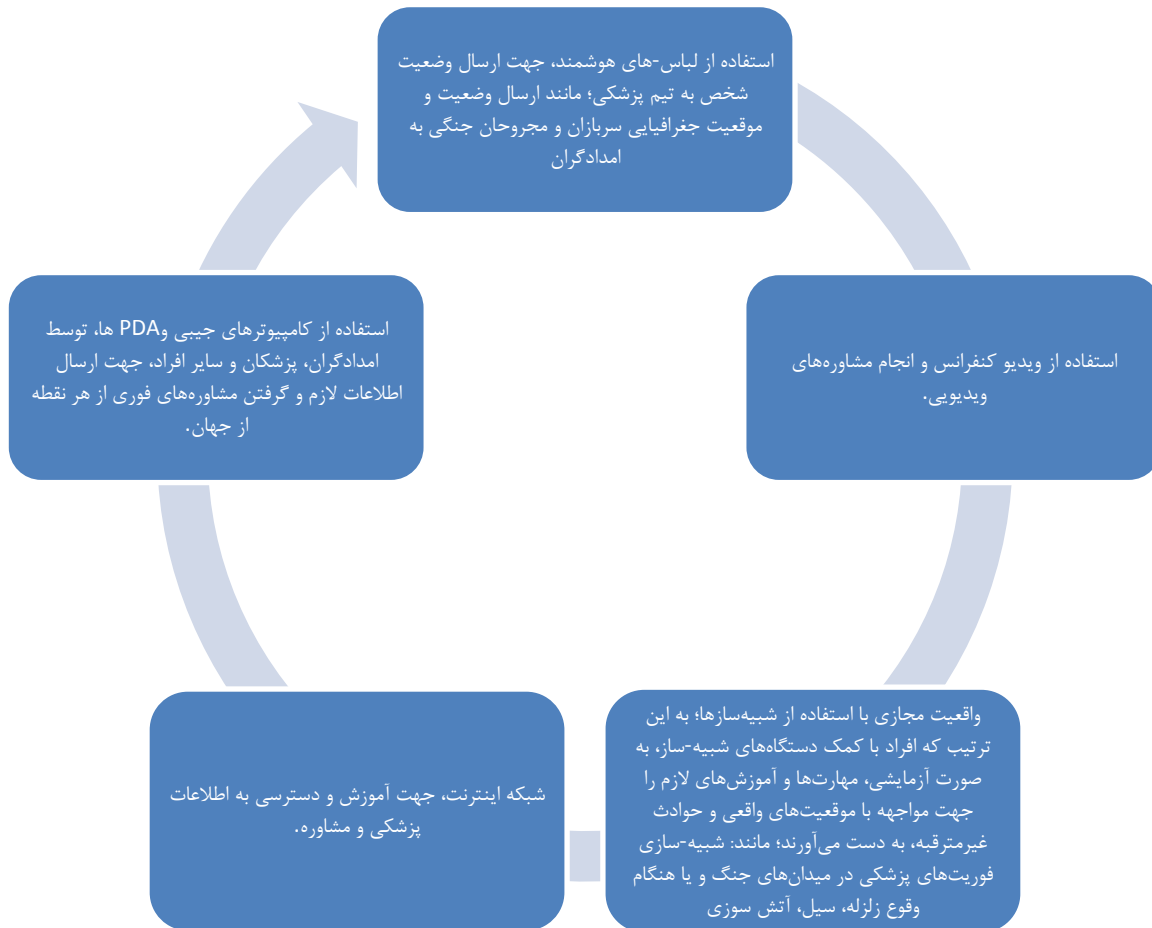 استفاده از لباس-های هوشمند، جهت ارسال وضعیت
شخص به تیم پزشکی؛ مانند ارسال وضعیت و
موقعیت جغرافیایی سربازان و مجروحان جنگی به
امدادگران
استفاده از ویدیو کنفرانس و انجام مشاوره‌های
ویدیویی.
واقعیت مجازی با استفاده از شبیه‌سازها؛ به این
ترتیب که افراد با کمک دستگاه‌های شبیه-ساز، به
صورت آزمایشی، مهارت‌ها و آموزش‌های لازم را
جهت مواجهه با موقعیت‌های واقعی و حوادث
غیرمترقبه، به دست می‌آورند؛ مانند: شبیه-سازی
فوریت‌های پزشکی در میدان‌های جنگ و یا هنگام
وقوع زلزله، سیل، آتش سوزی
شبکه اینترنت، جهت آموزش و دسترسی به اطلاعات
پزشکی و مشاوره.
استفاده از کامپیوترهای جیبی وPDA ها، توسط
امدادگران، پزشکان و سایر افراد، جهت ارسال
اطلاعات لازم و گرفتن مشاوره‌های فوری از هر نقطه
از جهان.